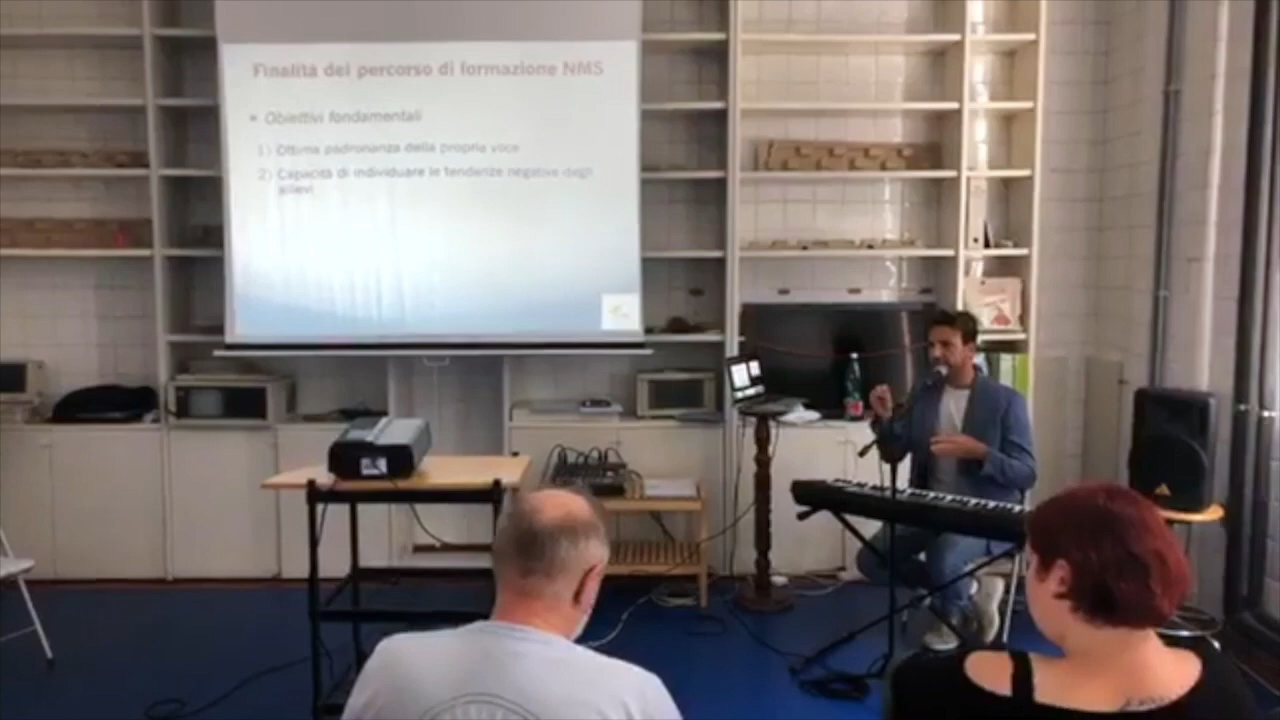 Finalità del percorso di formazione NMS
• Obiettivi fondamentali
1) Ottima padronanza della propria voce
2) Capacità di individuare le tendenze negative degli
allievi